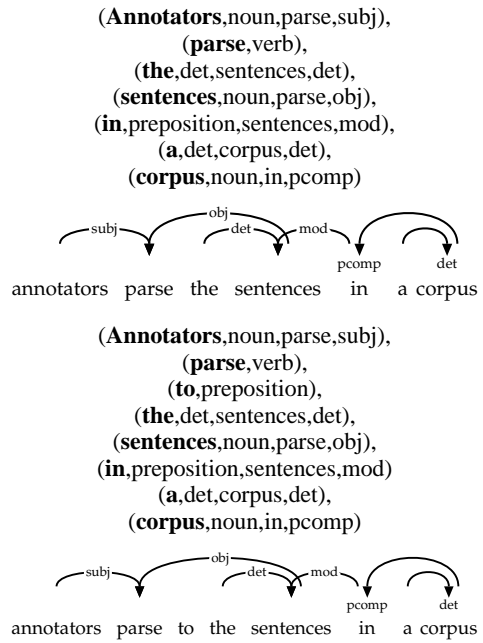 (Annotators,noun,parse,subj),
(parse,verb),
(the,det,sentences,det),
(sentences,noun,parse,obj),
(in,preposition,sentences,mod),
(a,det,corpus,det),
(corpus,noun,in,pcomp)
obj
subj det mod
pcomp det
annotators parse the sentences in a corpus
(Annotators,noun,parse,subj),
(parse,verb),
(to,preposition),
(the,det,sentences,det),
(sentences,noun,parse,obj),
(in,preposition,sentences,mod)
(a,det,corpus,det),
(corpus,noun,in,pcomp)
obj
subj det mod
pcomp det
annotators parse to the sentences in a corpus